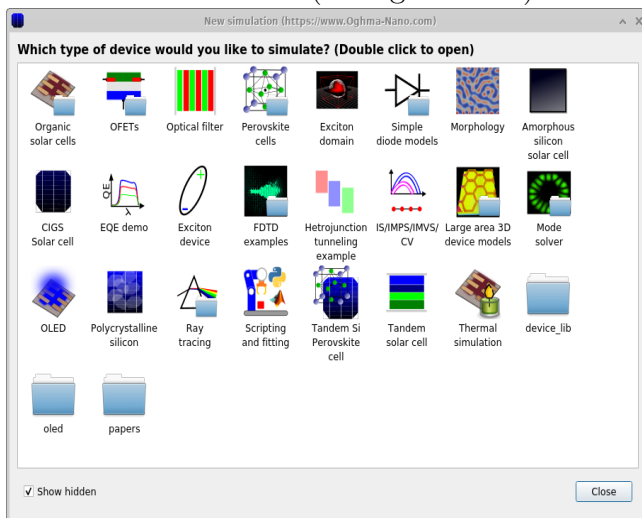 New simulation (https://www.Oghma-Nano.com)
Which type of device would you like to simulate? (Double click to open)
Organic
solar cells
OFETs
Optical filter
Perovskite
cells
Exciton
domain
Simple
diode models
Morphology
Amorphous
silicon
solar cell
CIGS
Solar cell
QE
λ
EQE demo
Exciton
device
FDTD
examples
Hetrojunction
tunneling
example
IS/IMPS/IMVS/
CV
Large area 3D
device models
Mode
solver
OLED
Polycrystalline
silicon
Ray
tracing
Scripting
and fitting
Tandem Si
Perovskite
cell
Tandem
solar cell
Thermal
simulation
device_lib
oled
papers
Show hidden
Close